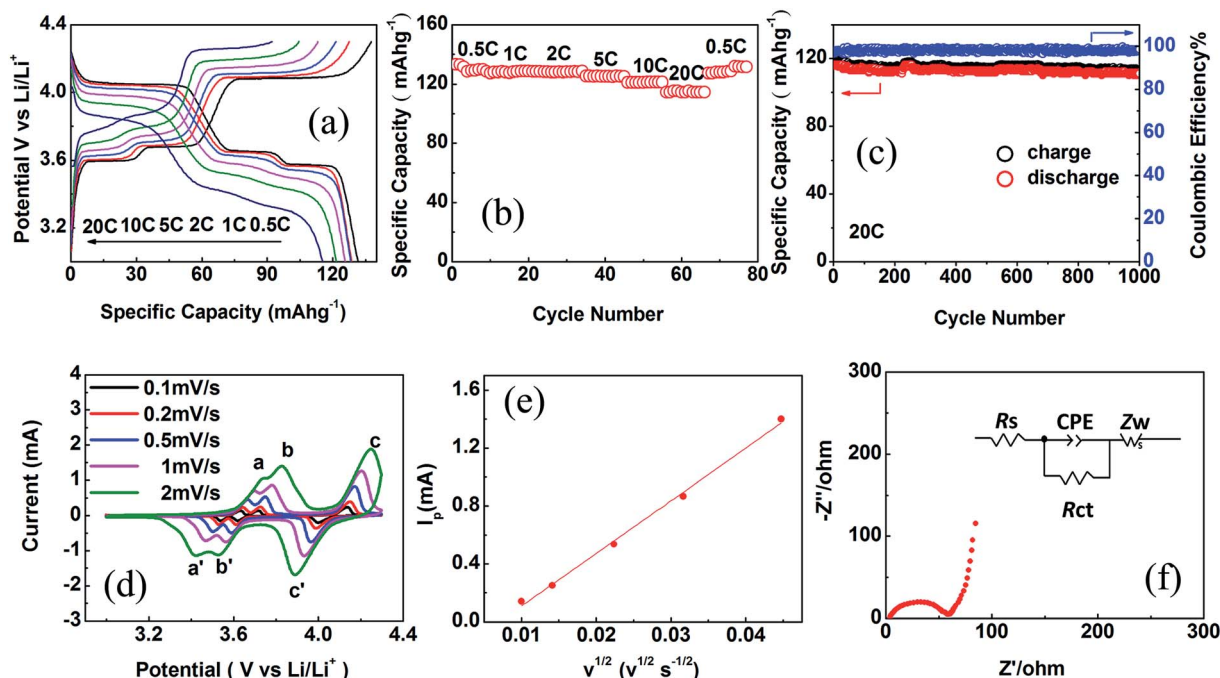 4.4
4.0
3.6
3.2
Potential V vs Li/Li⁺
(a)
20C 10C 5C 2C 1C 0.5C
0 30 60 90 120
Specific Capacity (mAhg⁻¹)
160
120
80
40
0
Specific Capacity ( mAhg⁻¹)
0.5C 1C 2C 5C 10C 20C 0.5C
(b)
0 20 40 60 80
Cycle Number
160
120
80
40
0
Specific Capacity ( mAhg⁻¹)
(c)
charge
discharge
20C
0 200 400 600 800 1000
Cycle Number
100
80
60
40
20
0
Coulombic Efficiency%
4
3
2
1
0
-1
-2
-3
Current (mA)
0.1mV/s
0.2mV/s
0.5mV/s
1mV/s
2mV/s
a b c
a' b' c'
(d)
3.2 3.6 4.0 4.4
Potential ( V vs Li/Li⁺)
1.6
1.2
0.8
0.4
0.0
Iₚ(mA)
(e)
0.01 0.02 0.03 0.04
v¹/² (v¹/² s⁻¹/²)
300
200
100
0
-Z''/ohm
Rs CPE Zw
s
Rct
(f)
0 100 200 300
Z'/ohm